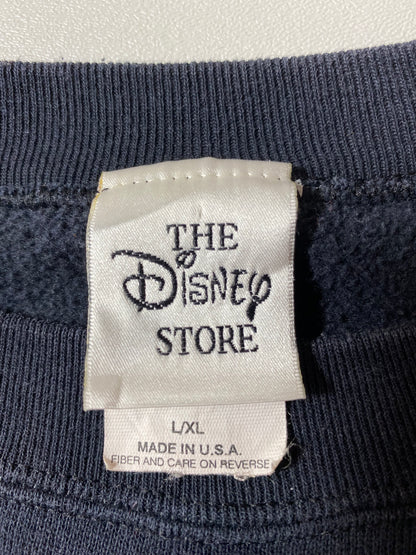 THE
Disney
STORE
L/XL
MADE IN U.S.A.
FIBER AND CARE ON REVERSE